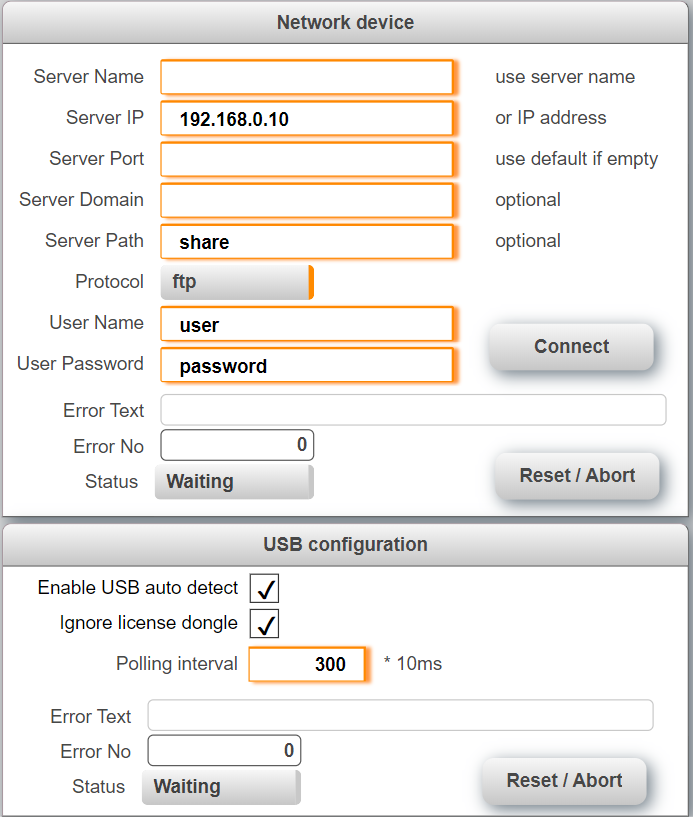 Network device
Server Name use server name
Server IP 192.168.0.10 or IP address
Server Port use default if empty
Server Domain optional
Server Path share optional
Protocol ftp
User Name user
Connect
User Password password
Error Text
Error No 0
Status Waiting Reset / Abort
USB configuration
Enable USB auto detect ✓
Ignore license dongle ✓
Polling interval 300 * 10ms
Error Text
Error No 0
Status Waiting Reset / Abort